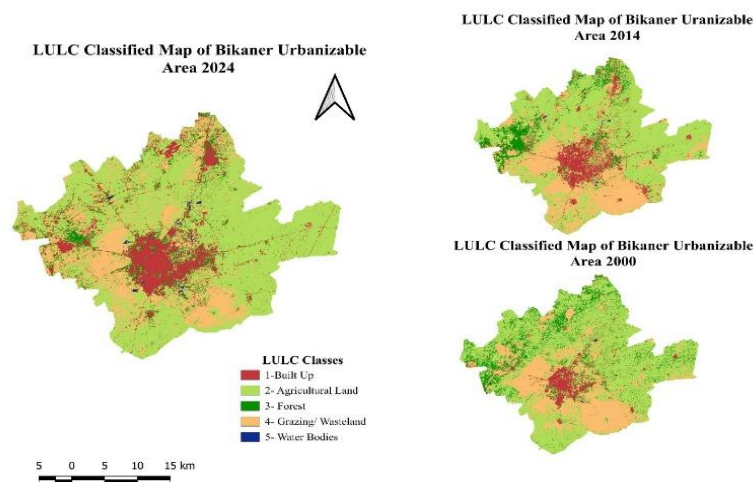 LULC Classified Map of Bikaner Urbanizable
Area 2024
LULC Classified Map of Bikaner Uranizable
Area 2014
LULC Classified Map of Bikaner Urbanizable
Area 2000
LULC Classes
1-Built Up
2- Agricultural Land
3- Forest
4- Grazing/ Wasteland
5- Water Bodies
5 0 5 10 15 km